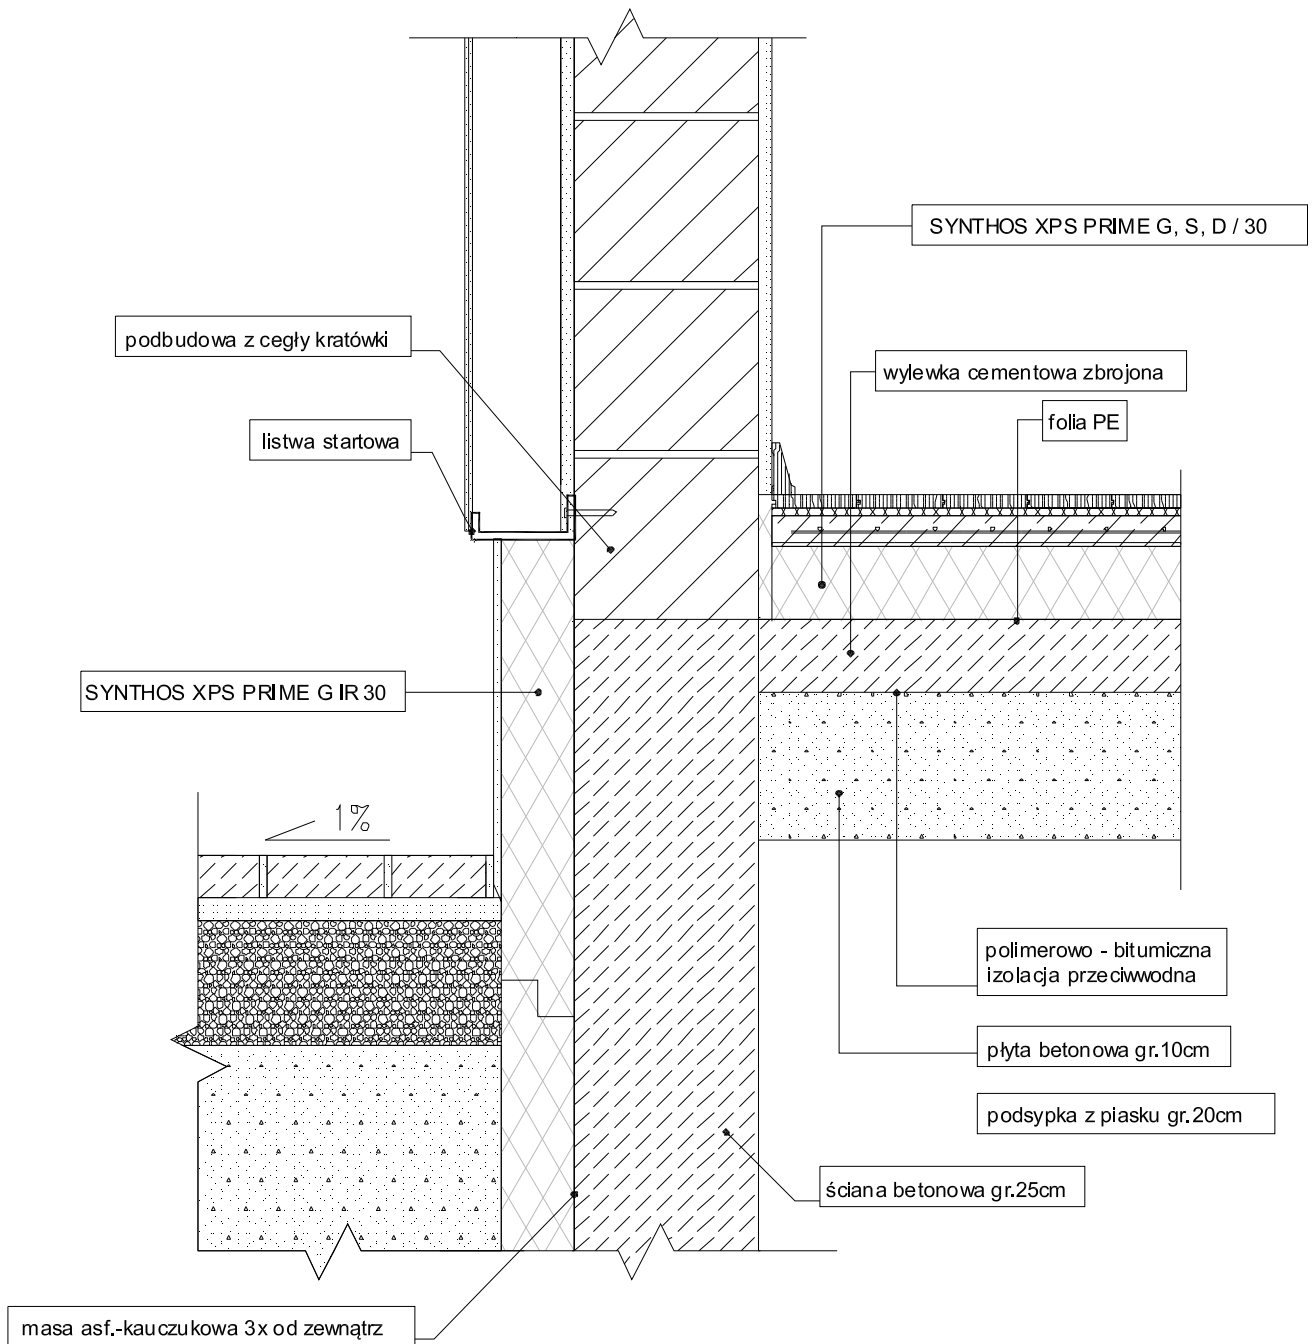 SYNTHOS XPS PRIME G, S, D / 30
podbudowa z cegły kratówki
wylewka cementowa zbrojona
folia PE
listwa startowa
SYNTHOS XPS PRIME G IR 30
1%
polimerowo - bitumiczna
izolacja przeciwwodna
płyta betonowa gr.10cm
podsypka z piasku gr.20cm
ściana betonowa gr.25cm
masa asf.-kauczukowa 3x od zewnątrz